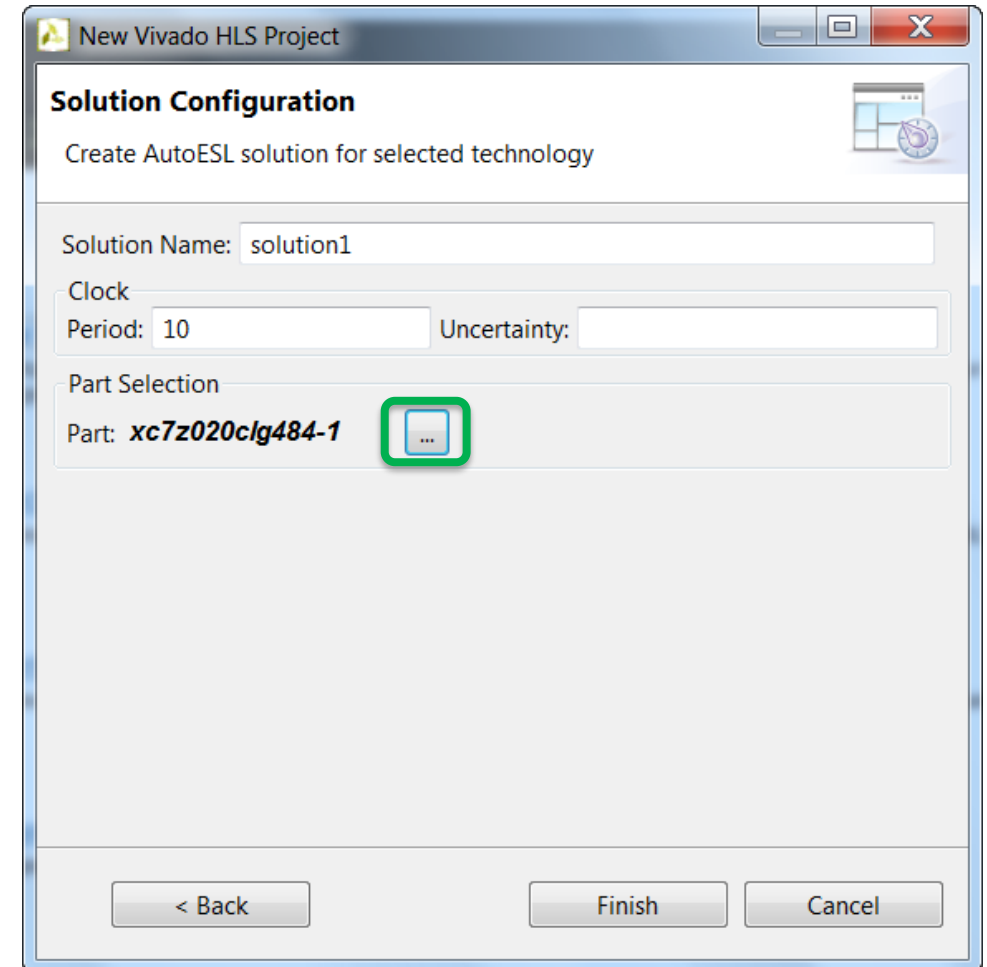 New Vivado HLS Project
Solution Configuration
Create AutoESL solution for selected technology
Solution Name: solution1
Clock
Period: 10 Uncertainty:
Part Selection
Part: xc7z020clg484-1 ...
< Back Finish Cancel